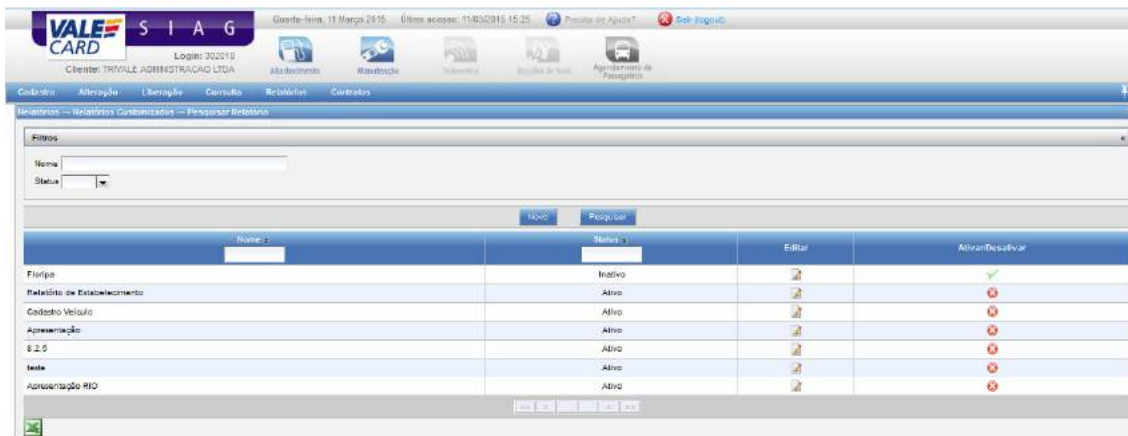 Quarta-feira, 11 Março 2015 Último acesso: 11/03/2015 15:25 Precisa de Ajuda? Sair (logout)
VALE CARD S I A G
Login: 302018
Cliente: TRIVALE ADMINISTRACAO LTDA
Abastecimento Manutenção Agendamento de Passageiros
Cadastro Alteração Liberação Consulta Relatórios Contratos
Relatórios -- Relatórios Customizados -- Pesquisar Relatório
Filtros
Nome
Status
Novo Pesquisar
Nome Status Editar Ativar/Desativar
Floripa Inativo
Relatório de Estabelecimento Ativo
Cadastro Veículo Ativo
Apresentação Ativo
8.2.6 Ativo
teste Ativo
Apresentação RIO Ativo